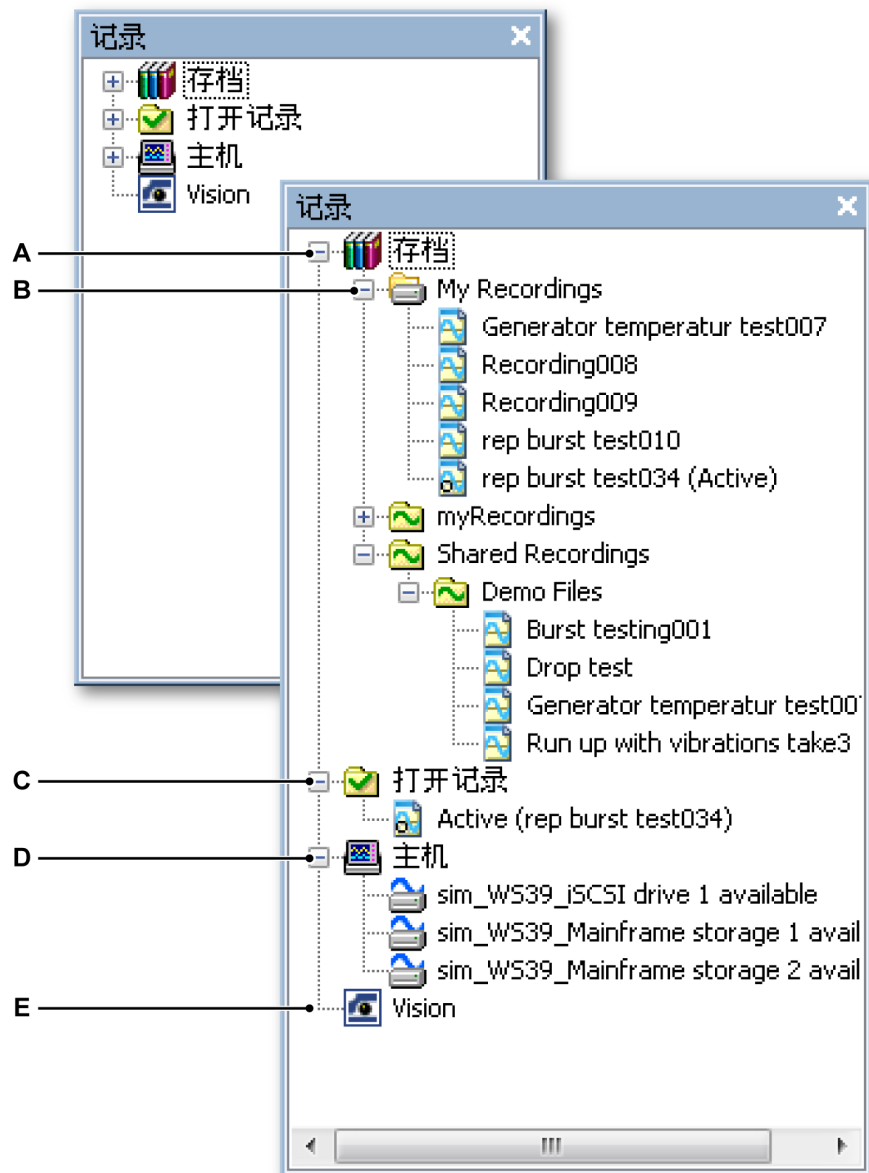 记录
存档
打开记录
主机
Vision
记录
A
存档
B
My Recordings
Generator temperatur test007
Recording008
Recording009
rep burst test010
rep burst test034 (Active)
myRecordings
Shared Recordings
Demo Files
Burst testing001
Drop test
Generator temperatur test007
Run up with vibrations take3
C
打开记录
Active (rep burst test034)
D
主机
sim_WS39_iSCSI drive 1 available
sim_WS39_Mainframe storage 1 avail
sim_WS39_Mainframe storage 2 avail
E
Vision